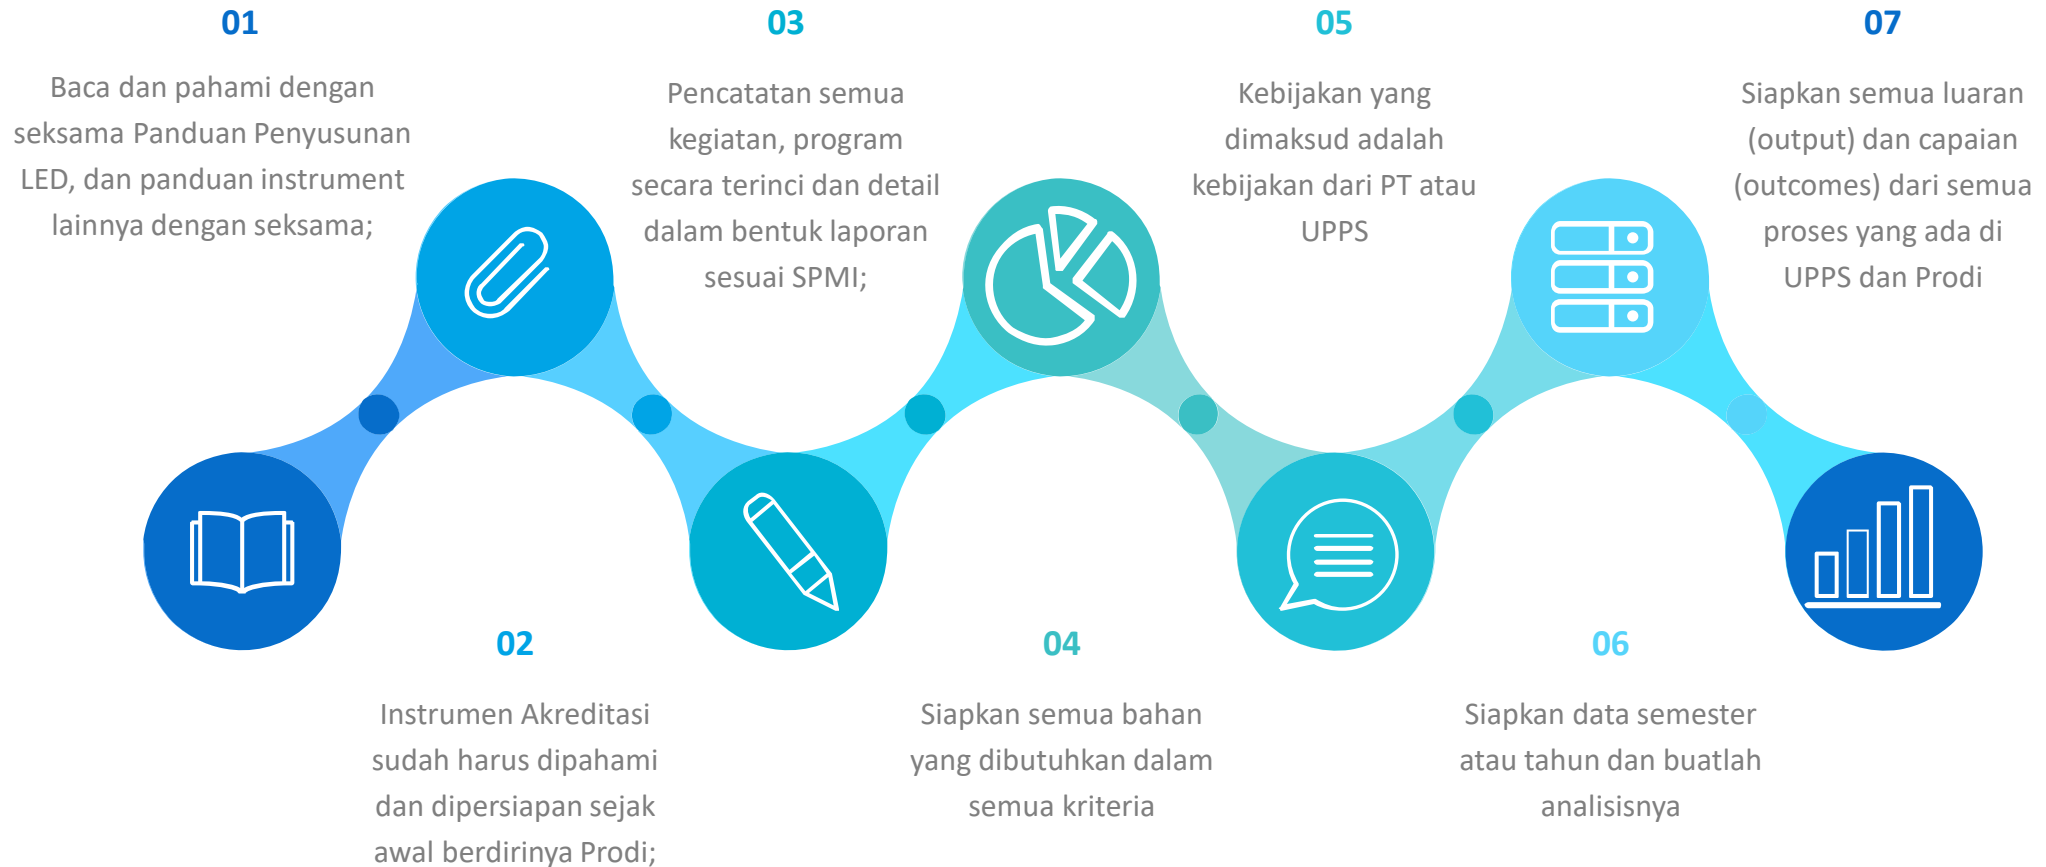 01
Baca dan pahami dengan
seksama Panduan Penyusunan
LED, dan panduan instrument
lainnya dengan seksama;
02
Instrumen Akreditasi
sudah harus dipahami
dan dipersiapan sejak
awal berdirinya Prodi;
03
Pencatatan semua
kegiatan, program
secara terinci dan detail
dalam bentuk laporan
sesuai SPMI;
04
Siapkan semua bahan
yang dibutuhkan dalam
semua kriteria
05
Kebijakan yang
dimaksud adalah
kebijakan dari PT atau
UPPS
06
Siapkan data semester
atau tahun dan buatlah
analisisnya
07
Siapkan semua luaran
(output) dan capaian
(outcomes) dari semua
proses yang ada di
UPPS dan Prodi